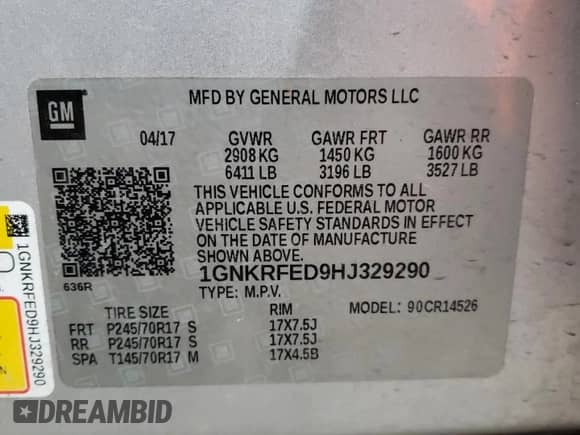 GM
MFD BY GENERAL MOTORS LLC
04/17 GVWR GAWR FRT GAWR RR
2908 KG 1450 KG 1600 KG
6411 LB 3196 LB 3527 LB
THIS VEHICLE CONFORMS TO ALL
APPLICABLE U.S. FEDERAL MOTOR
VEHICLE SAFETY STANDARDS IN EFFECT
ON THE DATE OF MANUFACTURE
SHOWN ABOVE.
636R
1GNKRFED9HJ329290
TYPE: M.P.V. MODEL: 90CR14526
TIRE SIZE RIM
FRT P245/70R17 S 17X7.5J
RR P245/70R17 S 17X7.5J
SPA T145/70R17 M 17X4.5B
1GNKRFED9HJ329290
DREAMBID